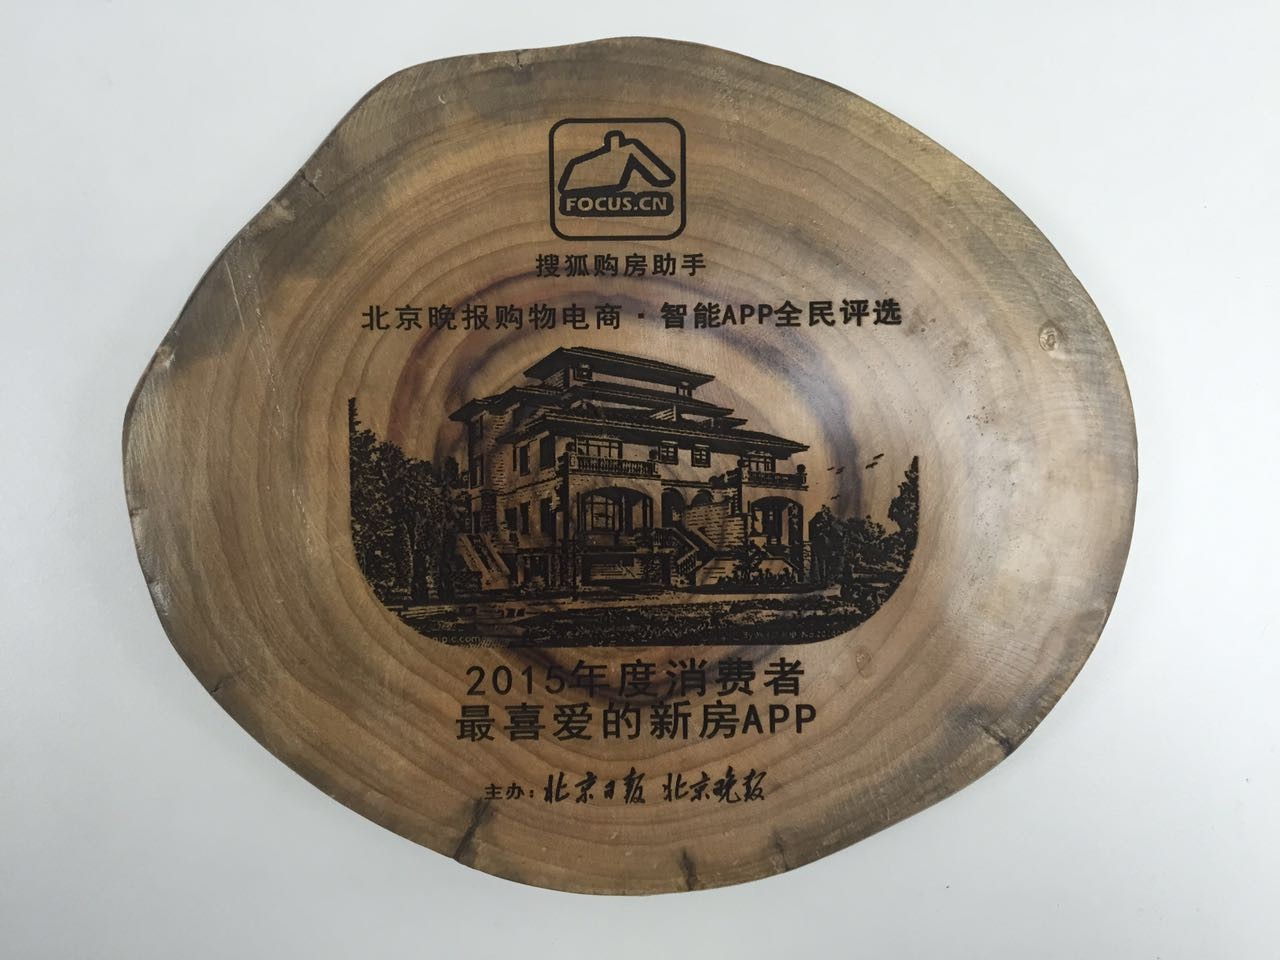 FOCUS.CN
搜狐购房助手
北京晚报购物电商·智能APP全民评选
2015年度消费者
最喜爱的新房APP
主办：北京日报 北京晚报